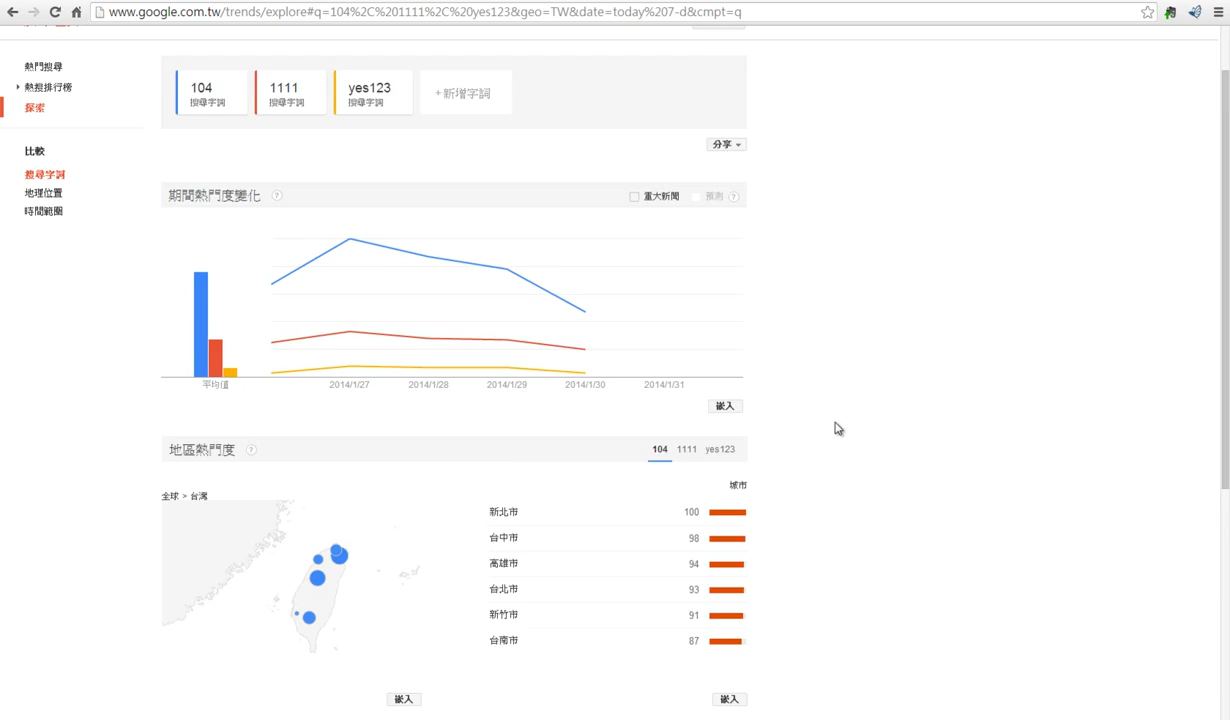 www.google.com.tw/trends/explore#q=104%2C%201111%2C%20yes123&geo=TW&date=today%207-d&cmpt=q
熱門搜尋
熱搜排行榜
探索
比較
搜尋字詞
地理位置
時間範圍
104
搜尋字詞
1111
搜尋字詞
yes123
搜尋字詞
+新增字詞
分享
期間熱門度變化 ?
重大新聞 預測 ?
平均值 2014/1/27 2014/1/28 2014/1/29 2014/1/30 2014/1/31
嵌入
地區熱門度 ?
104 1111 yes123
城市
全球 > 台灣
新北市 100
台中市 98
高雄市 94
台北市 93
新竹市 91
台南市 87
嵌入 嵌入